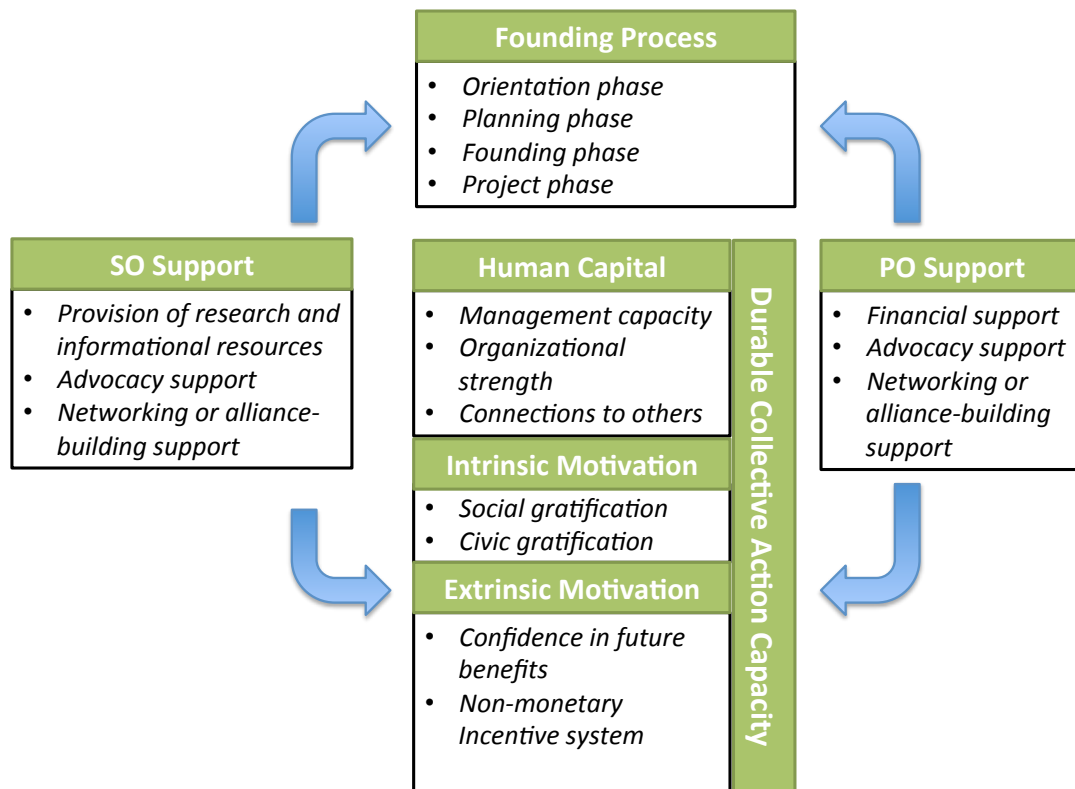 Founding Process
• Orientation phase
• Planning phase
• Founding phase
• Project phase
SO Support
• Provision of research and
informational resources
• Advocacy support
• Networking or alliance-
building support
Human Capital
• Management capacity
• Organizational
strength
• Connections to others
Intrinsic Motivation
• Social gratification
• Civic gratification
Extrinsic Motivation
• Confidence in future
benefits
• Non-monetary
Incentive system
Durable Collective Action Capacity
PO Support
• Financial support
• Advocacy support
• Networking or
alliance-building
support